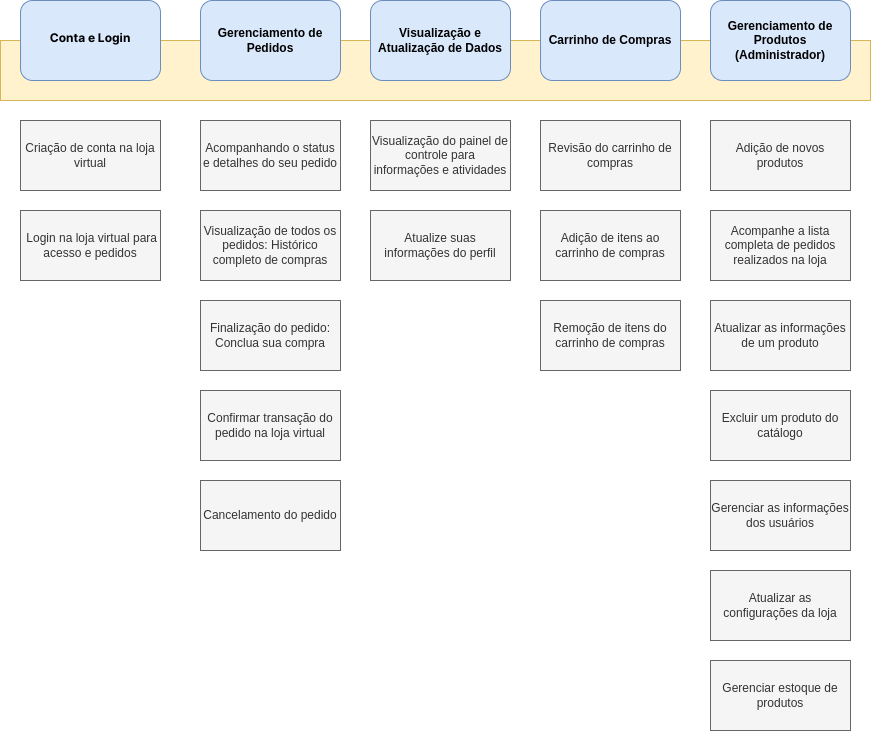 Conta e Login
Gerenciamento de
Pedidos
Visualização e
Atualização de Dados
Carrinho de Compras
Gerenciamento de
Produtos
(Administrador)
Criação de conta na loja
virtual
Login na loja virtual para
acesso e pedidos
Acompanhando o status
e detalhes do seu pedido
Visualização de todos os
pedidos: Histórico
completo de compras
Finalização do pedido:
Conclua sua compra
Confirmar transação do
pedido na loja virtual
Cancelamento do pedido
Visualização do painel de
controle para
informações e atividades
Atualize suas
informações do perfil
Revisão do carrinho de
compras
Adição de itens ao
carrinho de compras
Remoção de itens do
carrinho de compras
Adição de novos
produtos
Acompanhe a lista
completa de pedidos
realizados na loja
Atualizar as informações
de um produto
Excluir um produto do
catálogo
Gerenciar as informações
dos usuários
Atualizar as
configurações da loja
Gerenciar estoque de
produtos